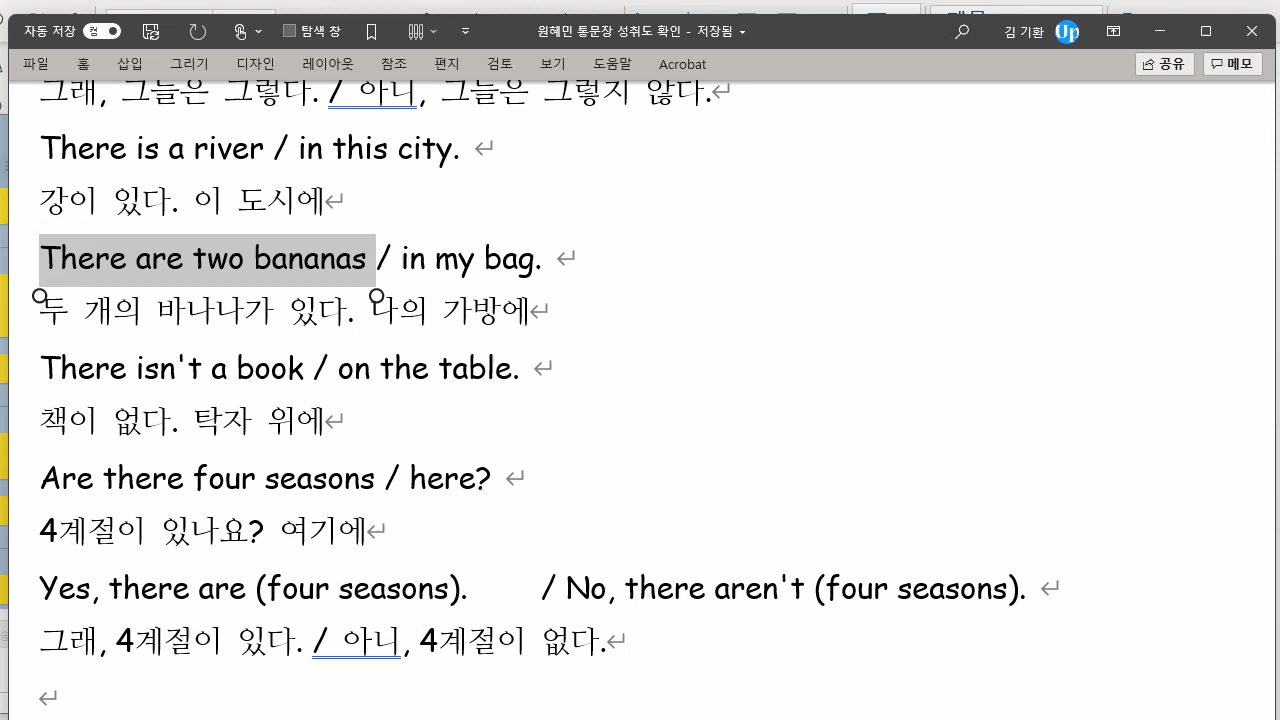 자동 저장 컴 탐색 창 원혜민 통문장 성취도 확인 - 저장됨 김 기환 Up
파일 홈 삽입 그리기 디자인 레이아웃 참조 편지 검토 보기 도움말 Acrobat 공유 메모
그래, 그들은 그렇다. / 아니, 그들은 그렇지 않다.
There is a river / in this city.
강이 있다. 이 도시에
There are two bananas / in my bag.
두 개의 바나나가 있다. 나의 가방에
There isn't a book / on the table.
책이 없다. 탁자 위에
Are there four seasons / here?
4계절이 있나요? 여기에
Yes, there are (four seasons). / No, there aren't (four seasons).
그래, 4계절이 있다. / 아니, 4계절이 없다.